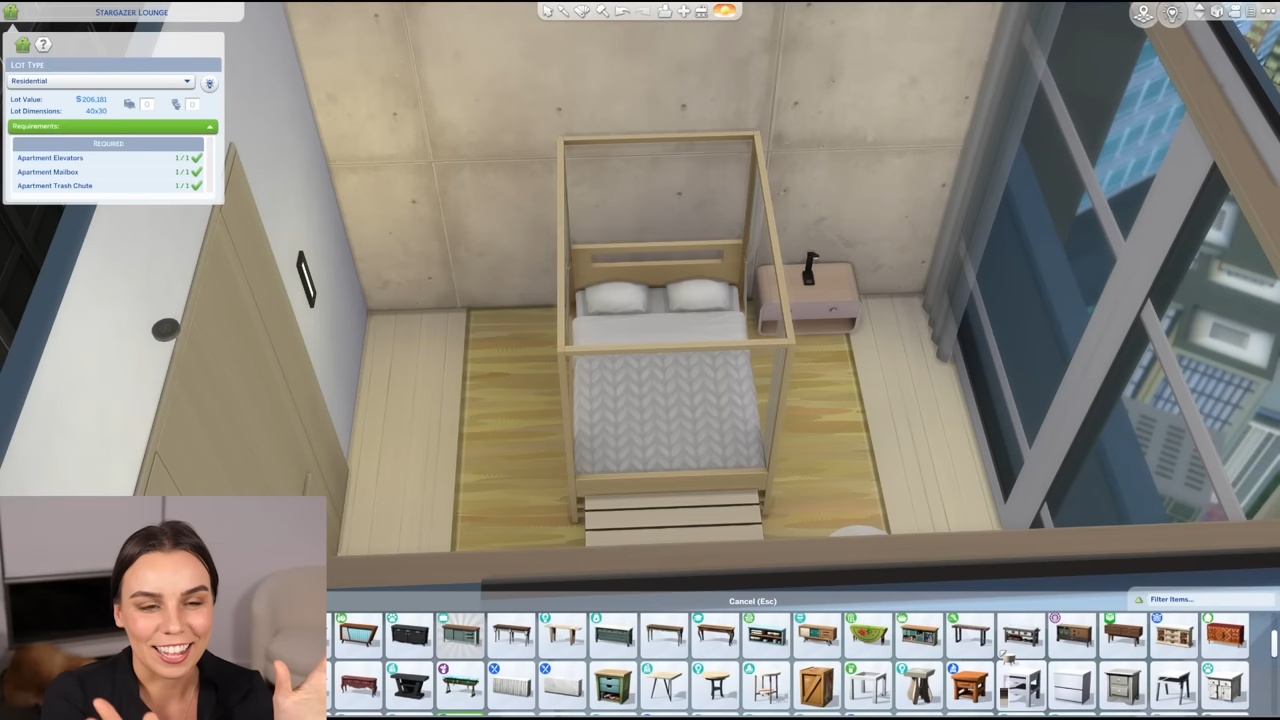 STARGAZER LOUNGE
?
LOT TYPE
Residential
Lot Value: $206,181 0 0
Lot Dimensions: 40x30
Requirements:
REQUIRED
Apartment Elevators 1/1
Apartment Mailbox 1/1
Apartment Trash Chute 1/1
Cancel (Esc)
Filter Items...